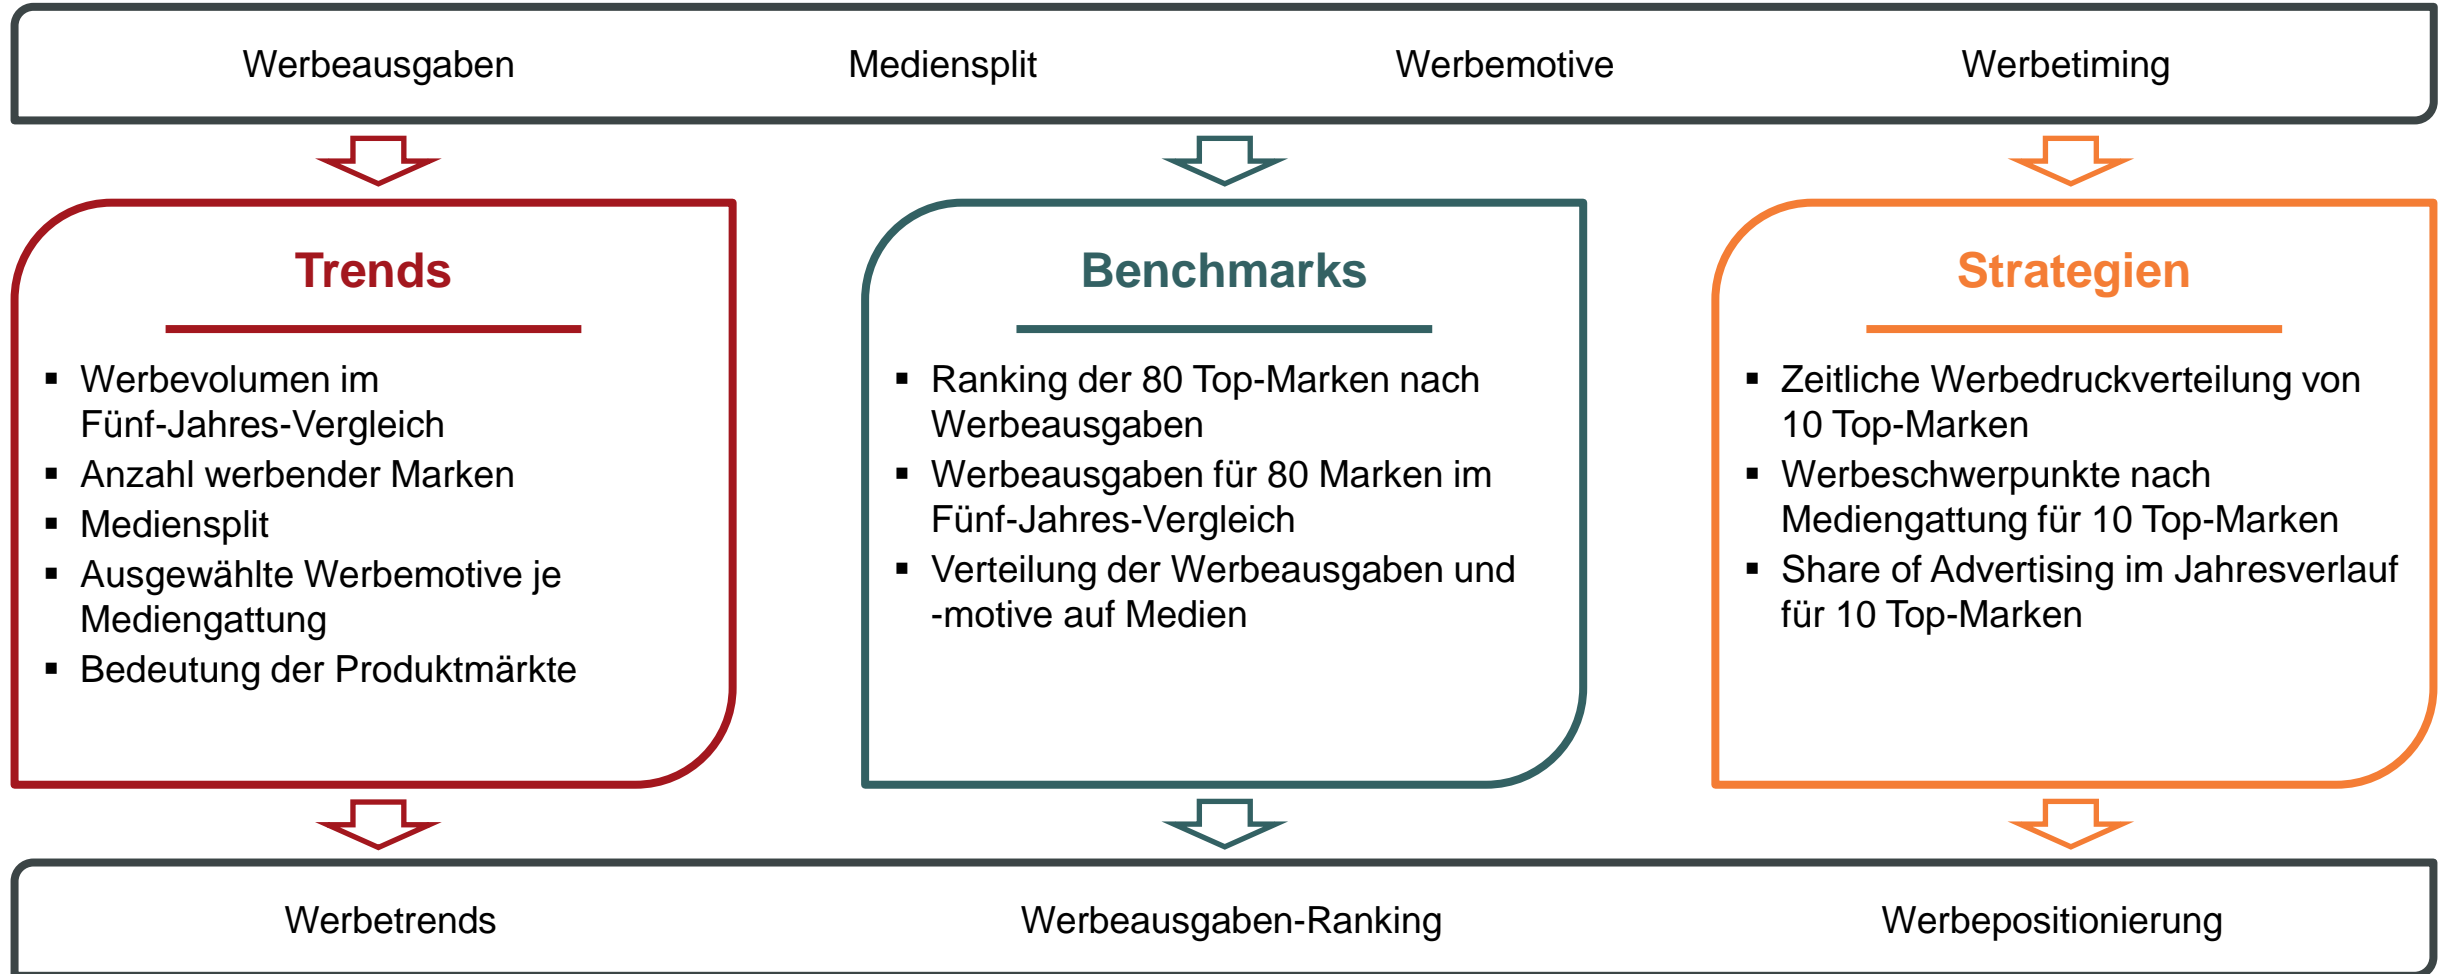 Werbeausgaben Mediensplit Werbemotive Werbetiming
Trends
▪ Werbevolumen im
Fünf-Jahres-Vergleich
▪ Anzahl werbender Marken
▪ Mediensplit
▪ Ausgewählte Werbemotive je
Mediengattung
▪ Bedeutung der Produktmärkte
Benchmarks
▪ Ranking der 80 Top-Marken nach
Werbeausgaben
▪ Werbeausgaben für 80 Marken im
Fünf-Jahres-Vergleich
▪ Verteilung der Werbeausgaben und
-motive auf Medien
Strategien
▪ Zeitliche Werbedruckverteilung von
10 Top-Marken
▪ Werbeschwerpunkte nach
Mediengattung für 10 Top-Marken
▪ Share of Advertising im Jahresverlauf
für 10 Top-Marken
Werbetrends Werbeausgaben-Ranking Werbepositionierung